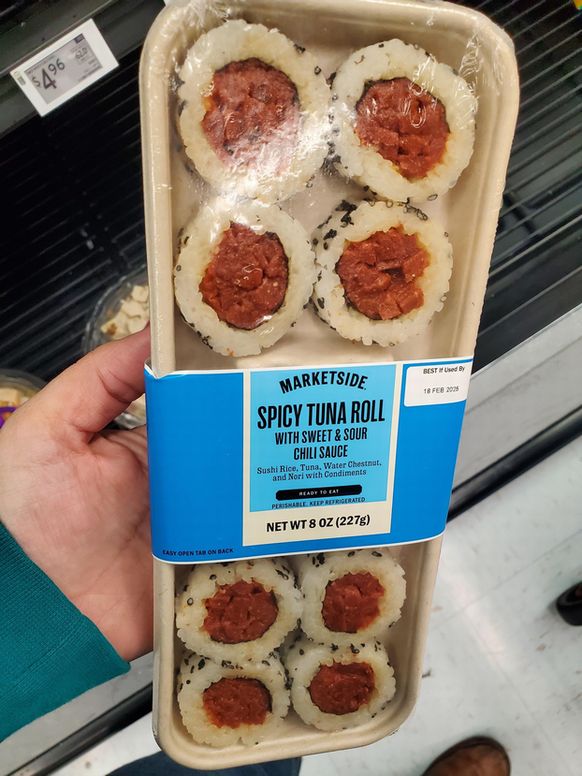 $4.96
MARKETSIDE.
SPICY TUNA ROLL
WITH SWEET & SOUR
CHILI SAUCE
Sushi Rice, Tuna, Water Chestnut,
and Nori with Condiments
READY TO EAT
PERISHABLE. KEEP REFRIGERATED
NET WT 8 OZ (227g)
BEST If Used By
18 FEB 2025
EASY OPEN TAB ON BACK